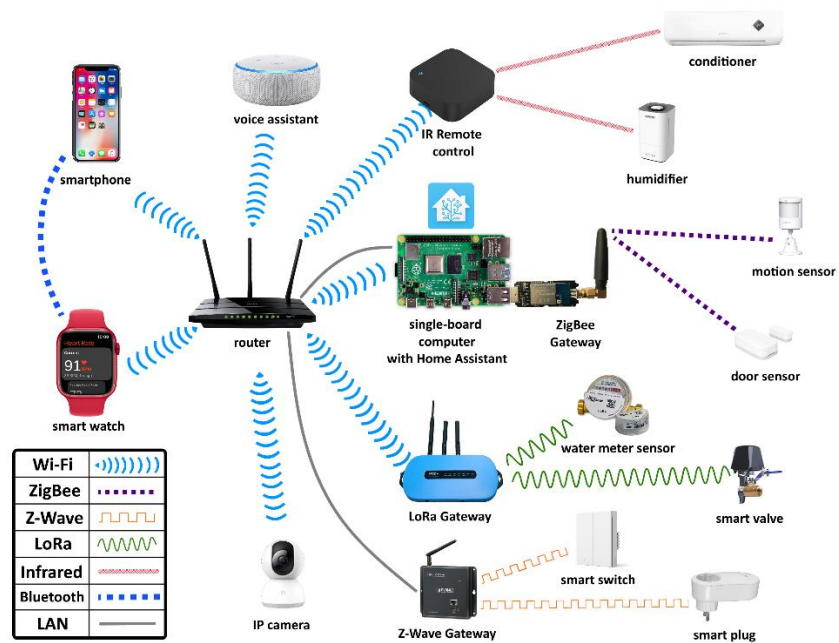 conditioner
voice assistant
IR Remote
control
smartphone
humidifier
motion sensor
single-board
computer
with Home Assistant
ZigBee
Gateway
router
door sensor
Heart Rate
91
smart watch
water meter sensor
Wi-Fi
ZigBee
Z-Wave
LoRa
Infrared
Bluetooth
LAN
LoRa Gateway
smart valve
smart switch
IP camera
Z-Wave Gateway
smart plug